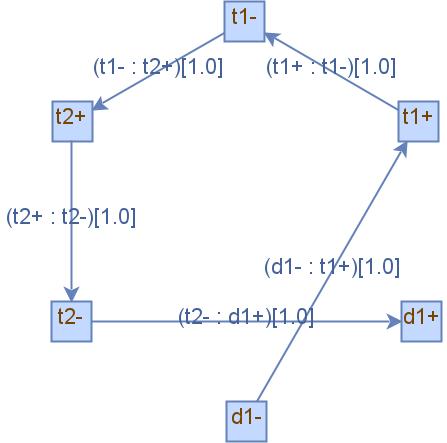 t1-
(t1- : t2+)[1.0]
(t1+ : t1-)[1.0]
t2+
t1+
(t2+ : t2-)[1.0]
(d1- : t1+)[1.0]
t2-
(t2- : d1+)[1.0]
d1+
d1-